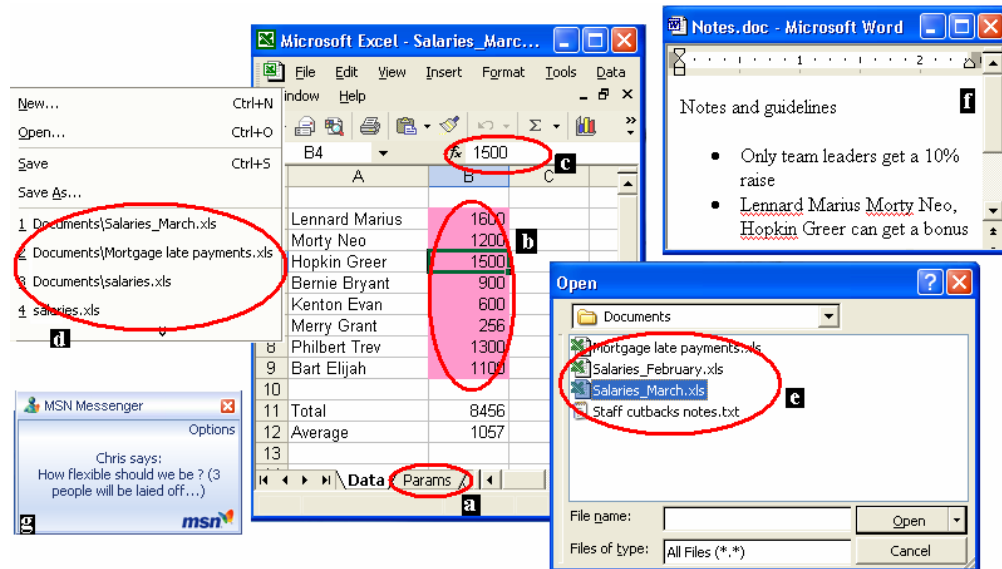 New... Ctrl+N
Open... Ctrl+O
Save Ctrl+S
Save As...
1 Documents\Salaries_March.xls
2 Documents\Mortgage late payments.xls
3 Documents\salaries.xls
4 salaries.xls
d
MSN Messenger
Options
Chris says:
How flexible should we be ? (3
people will be laied off...)
msn
g
Microsoft Excel - Salaries_Marc...
File Edit View Insert Format Tools Data
indow Help
B4 fx 1500
c
A B C
Lennard Marius 1600
Morty Neo 1200
b
Hopkin Greer 1500
Bernie Bryant 900
Kenton Evan 600
Merry Grant 256
8 Philbert Trev 1300
9 Bart Elijah 1100
10
11 Total 8456
12 Average 1057
13
Data Params
a
Notes.doc - Microsoft Word
1 2
f
Notes and guidelines
• Only team leaders get a 10%
raise
• Lennard Marius Morty Neo,
Hopkin Greer can get a bonus
Open
Documents
Mortgage late payments.xls
Salaries_February.xls
Salaries_March.xls
e
Staff cutbacks notes.txt
File name: Open
Files of type: All Files (*.*) Cancel